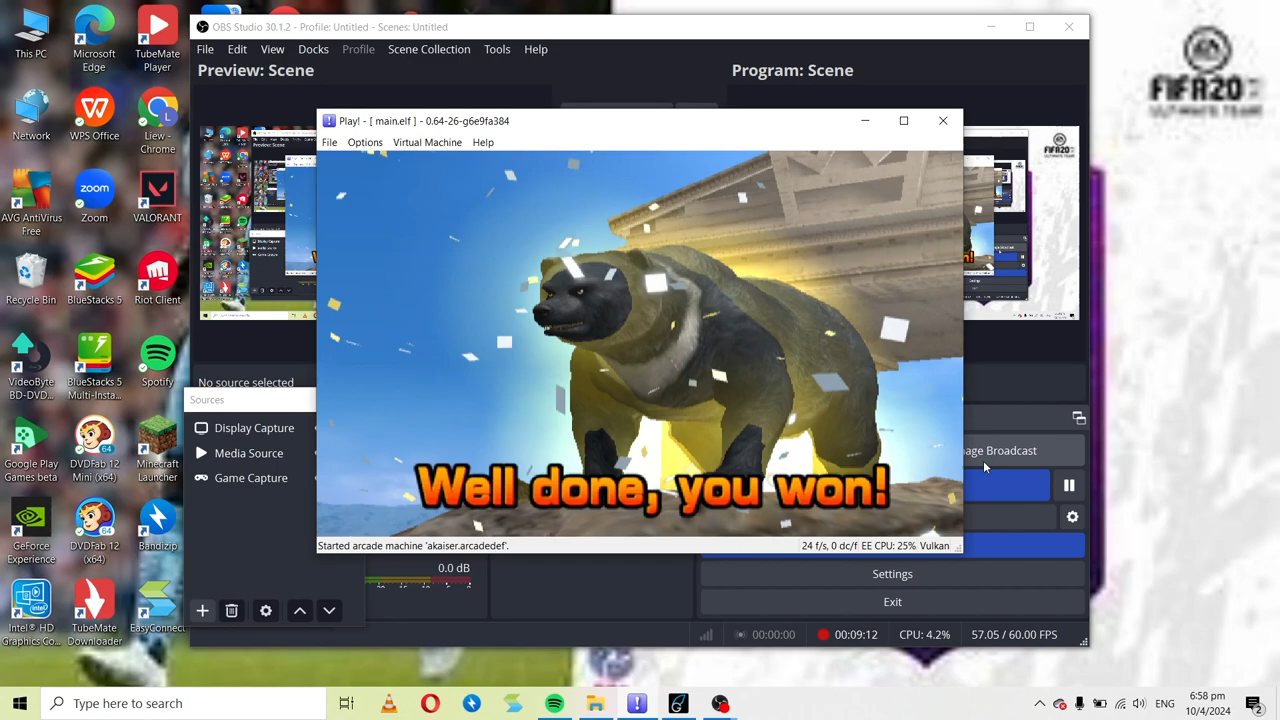 This PC
Microsoft
Edge
TubeMate
Player
Network
WPS Office
Liew -
Chrome
AVG AntiVirus
Free
Zoom
VALORANT
Recycle Bin
BlueStacks 5
Riot Client
VideoByte
BD-DVD...
BlueStacks 5
Multi-Insta...
Spotify
Google Play
Games beta
DVDFab 12
Mini (x64)
Minecraft
Launcher
GeForce
Experience
DVDFab 12
(x64)
Bandizip
Intel® HD
Graphics Co...
TubeMate
Downloader
EasyConnect
OBS Studio 30.1.2 - Profile: Untitled - Scenes: Untitled
File Edit View Docks Profile Scene Collection Tools Help
Preview: Scene
Program: Scene
FIFA20
ULTIMATE TEAM
Play! - [ main.elf ] - 0.64-26-g6e9fa384
File Options Virtual Machine Help
Well done, you won!
Started arcade machine 'akaiser.arcadedef'.
24 f/s, 0 dc/f EE CPU: 25% Vulkan
No source selected
Sources
Display Capture
Media Source
Game Capture
age Broadcast
0.0 dB
Settings
Exit
00:00:00
00:09:12
CPU: 4.2%
57.05 / 60.00 FPS
Type here to search
ENG
6:58 pm
10/4/2024
2